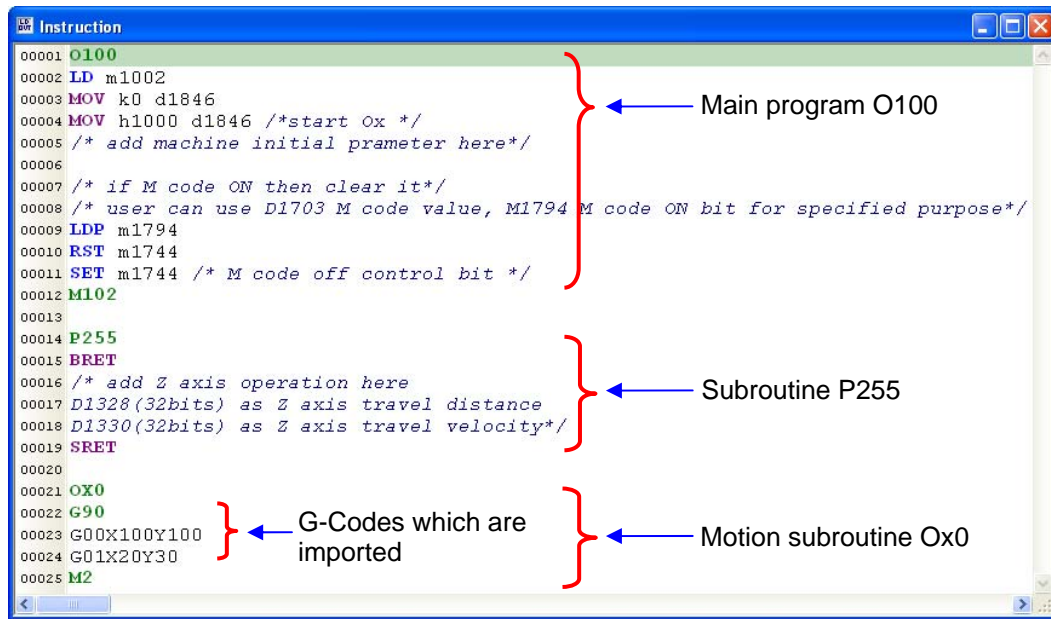 Instruction
00001 O100
00002 LD m1002
00003 MOV k0 d1846
00004 MOV h1000 d1846 /*start Ox */
00005 /* add machine initial prameter here*/
00006
00007 /* if M code ON then clear it*/
00008 /* user can use D1703 M code value, M1794 M code ON bit for specified purpose*/
00009 LDP m1794
00010 RST m1744
00011 SET m1744 /* M code off control bit */
00012 M102
00013
00014 P255
00015 BRET
00016 /* add Z axis operation here
00017 D1328(32bits) as Z axis travel distance
00018 D1330(32bits) as Z axis travel velocity*/
00019 SRET
00020
00021 OX0
00022 G90
00023 G00X100Y100
00024 G01X20Y30
00025 M2
Main program O100
Subroutine P255
G-Codes which are
imported
Motion subroutine Ox0